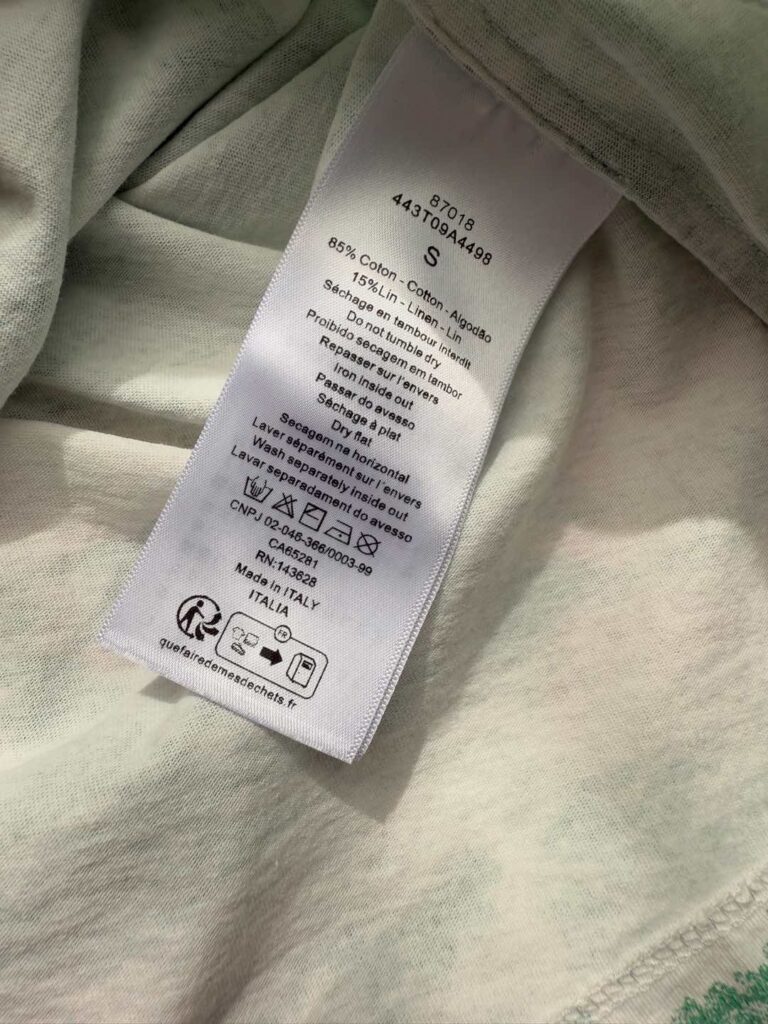 87018
443T09A4498
S
85% Coton - Cotton - Algodão
15%Lin - Linen - Lin
Séchage en tambour interdit
Do not tumble dry
Proibido secagem em tambor
Repasser sur l'envers
Iron inside out
Passar do avesso
Séchage à plat
Dry flat
Secagem na horizontal
Laver séparément sur l'envers
Wash separately inside out
Lavar separadament do avesso
CNPJ 02-046-366/0003-99
CA65281
RN:143628
Made in ITALY
ITALIA
FR
quefairedemesdechets.fr